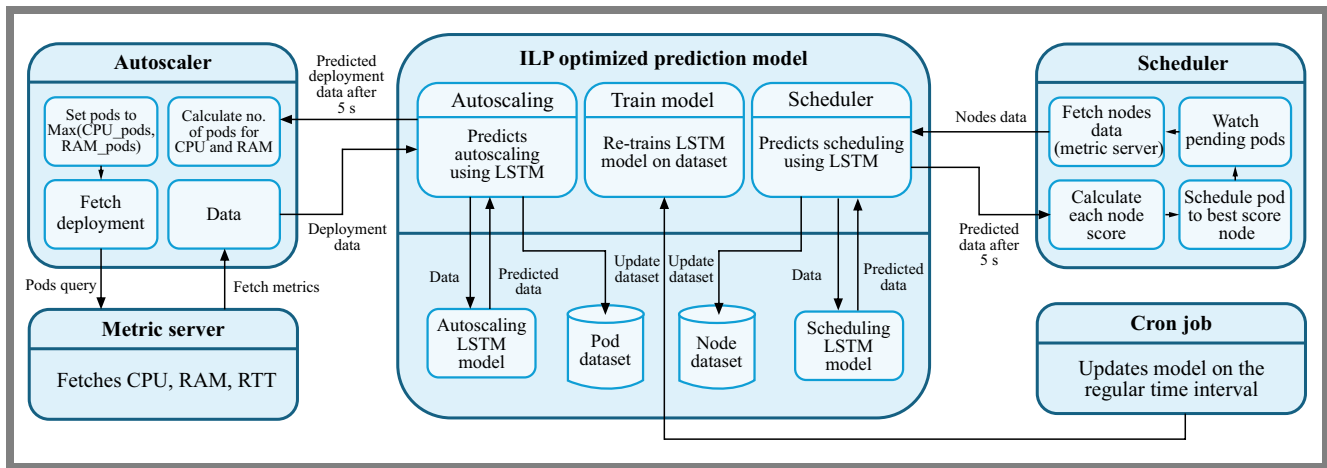 Autoscaler
Set pods to
Max(CPU_pods,
RAM_pods)
Calculate no.
of pods for
CPU and RAM
Fetch
deployment
Data
Pods query
Fetch metrics
Metric server
Fetches CPU, RAM, RTT
Predicted
deployment
data after
5 s
Deployment
data
ILP optimized prediction model
Autoscaling
Predicts
autoscaling
using LSTM
Train model
Re-trains LSTM
model on dataset
Scheduler
Predicts scheduling
using LSTM
Data
Predicted
data
Update
dataset
Update
dataset
Data
Predicted
data
Autoscaling
LSTM
model
Pod
dataset
Node
dataset
Scheduling
LSTM
model
Nodes data
Predicted
data after
5 s
Scheduler
Fetch nodes
data
(metric server)
Watch
pending pods
Calculate
each node
score
Schedule pod
to best score
node
Cron job
Updates model on the
regular time interval